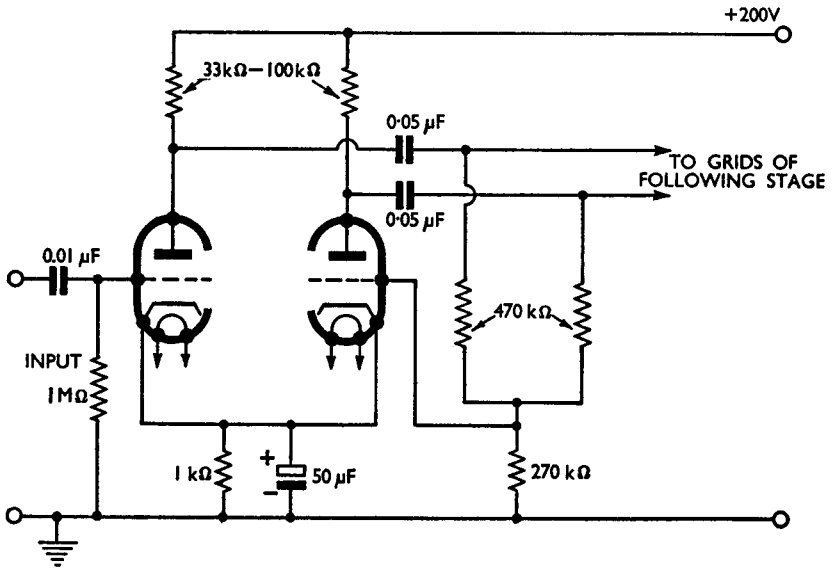 +200V
33kΩ–100kΩ
0·05 µF
TO GRIDS OF
FOLLOWING STAGE
0·05 µF
0.01 µF
470 kΩ
INPUT
1MΩ
1 kΩ
+
–
50 µF
270 kΩ